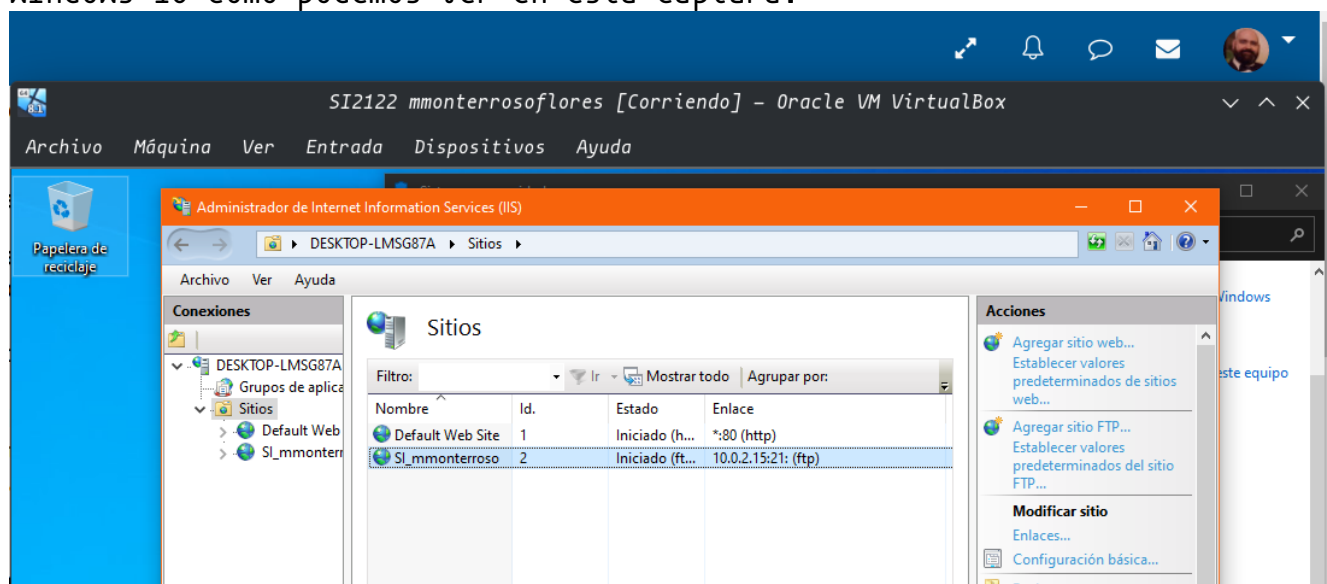 Windows 10 como podemos ver en esta captura:
SI2122 mmonterrosoflores [Corriendo] – Oracle VM VirtualBox
Archivo Máquina Ver Entrada Dispositivos Ayuda
Papelera de
reciclaje
Administrador de Internet Information Services (IIS)
DESKTOP-LMSG87A Sitios
Archivo Ver Ayuda
Conexiones
DESKTOP-LMSG87A
Grupos de aplica
Sitios
Default Web
SI_mmonterr
Sitios
Filtro: Ir Mostrar todo Agrupar por:
Nombre Id. Estado Enlace
Default Web Site 1 Iniciado (h... *:80 (http)
SI_mmonterroso 2 Iniciado (ft... 10.0.2.15:21: (ftp)
Acciones
Agregar sitio web...
Establecer valores
predeterminados de sitios
web...
Agregar sitio FTP...
Establecer valores
predeterminados del sitio
FTP...
Modificar sitio
Enlaces...
Configuración básica...
Windows
este equipo